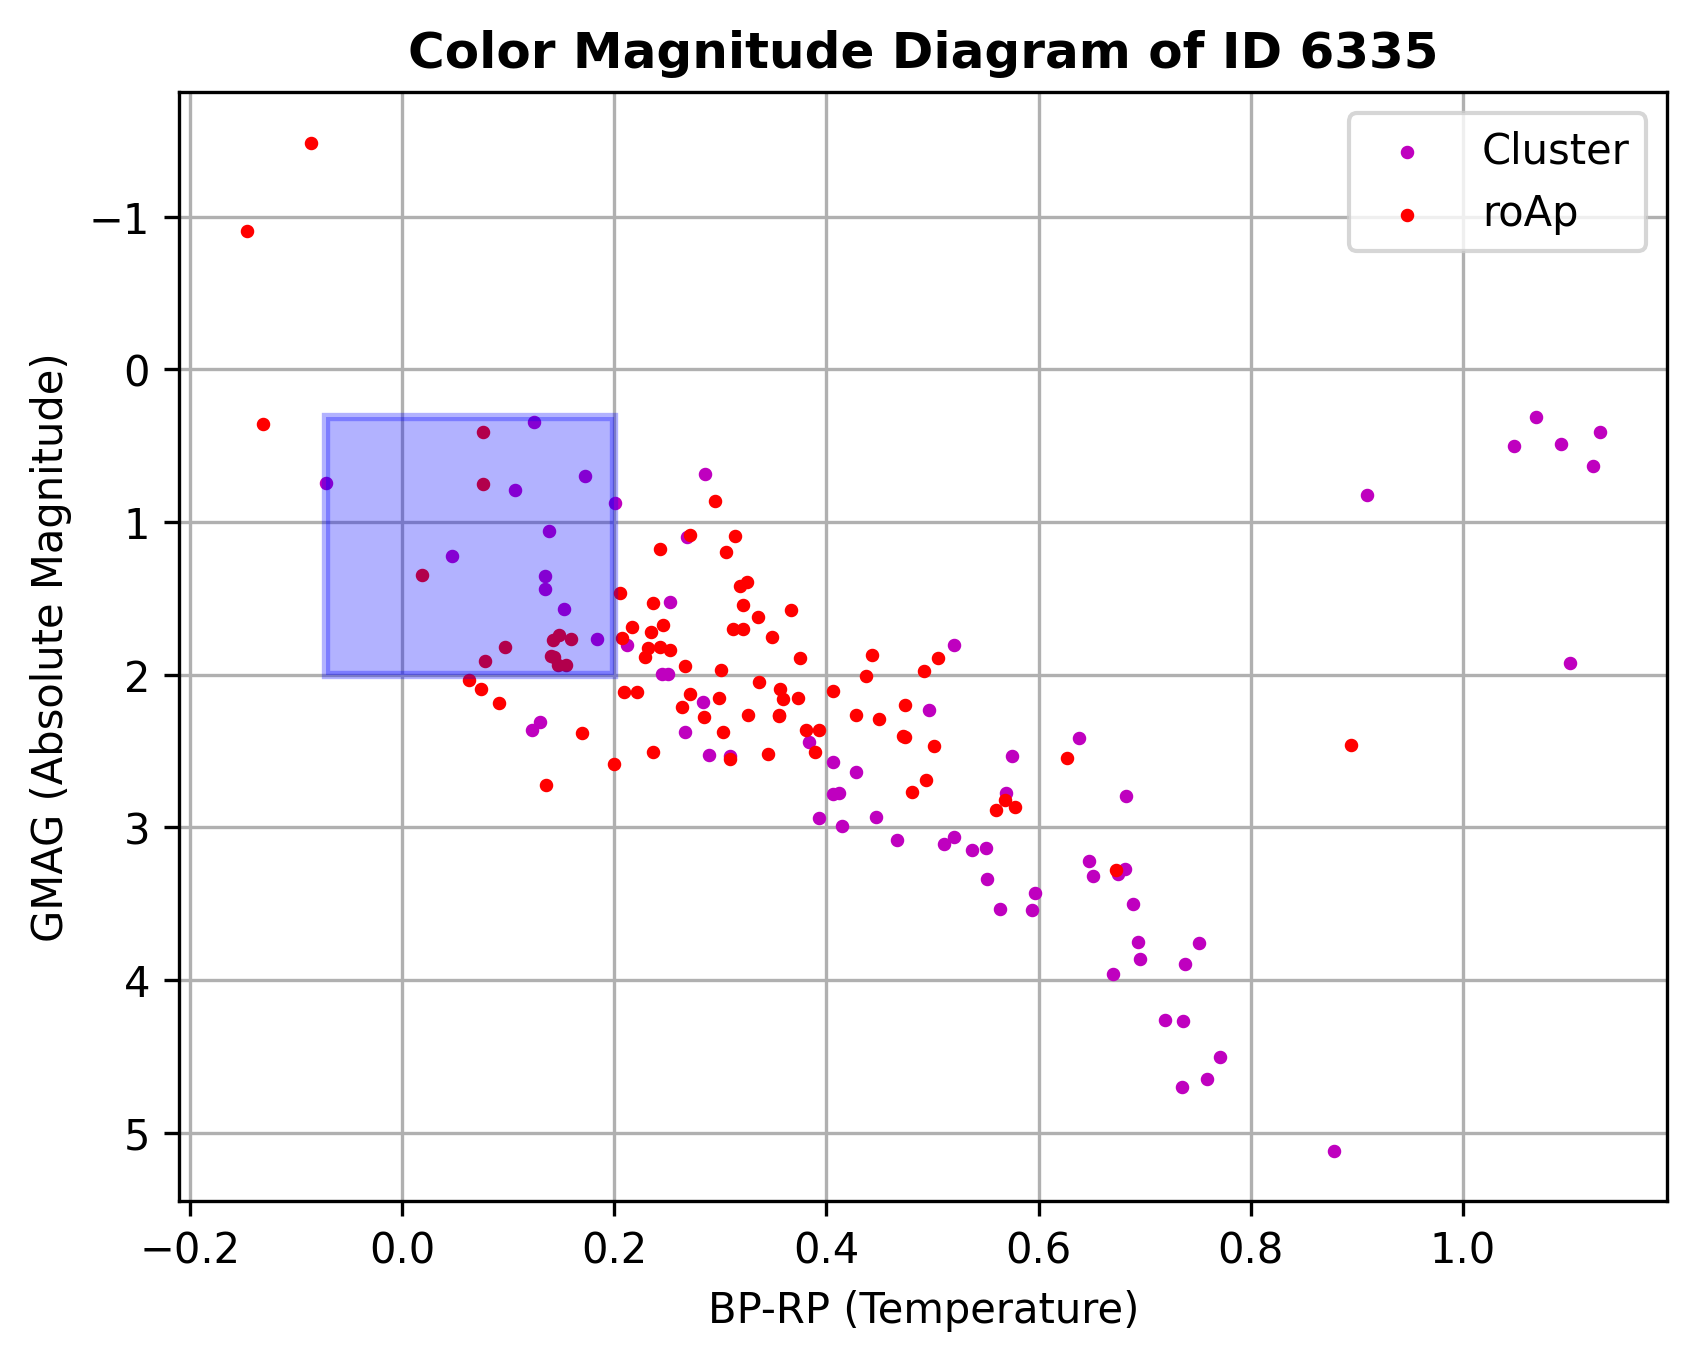 Color Magnitude Diagram of ID 6335
Cluster
roAp
GMAG (Absolute Magnitude)
−1
0
1
2
3
4
5
−0.2 0.0 0.2 0.4 0.6 0.8 1.0
BP-RP (Temperature)